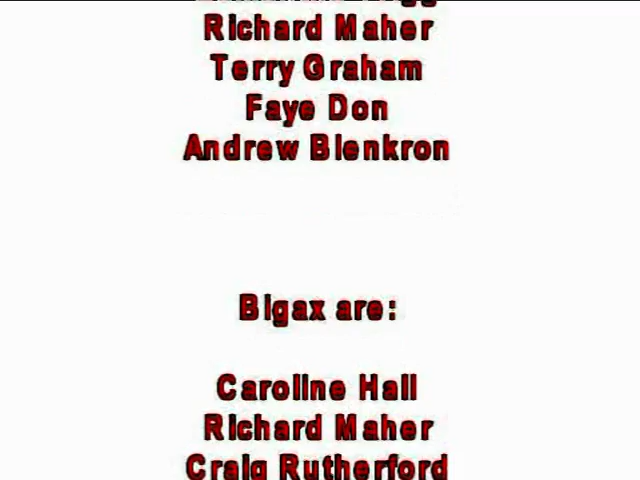 Richard Maher
Terry Graham
Faye Don
Andrew Blenkron
Bigax are:
Caroline Hall
Richard Maher
Craig Rutherford